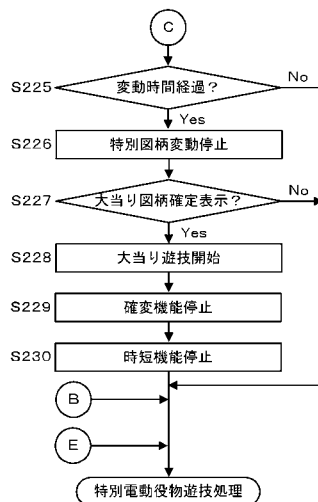 C
S225
変動時間経過？
No
Yes
S226
特別図柄変動停止
S227
大当り図柄確定表示？
No
Yes
S228
大当り遊技開始
S229
確変機能停止
S230
時短機能停止
B
E
特別電動役物遊技処理